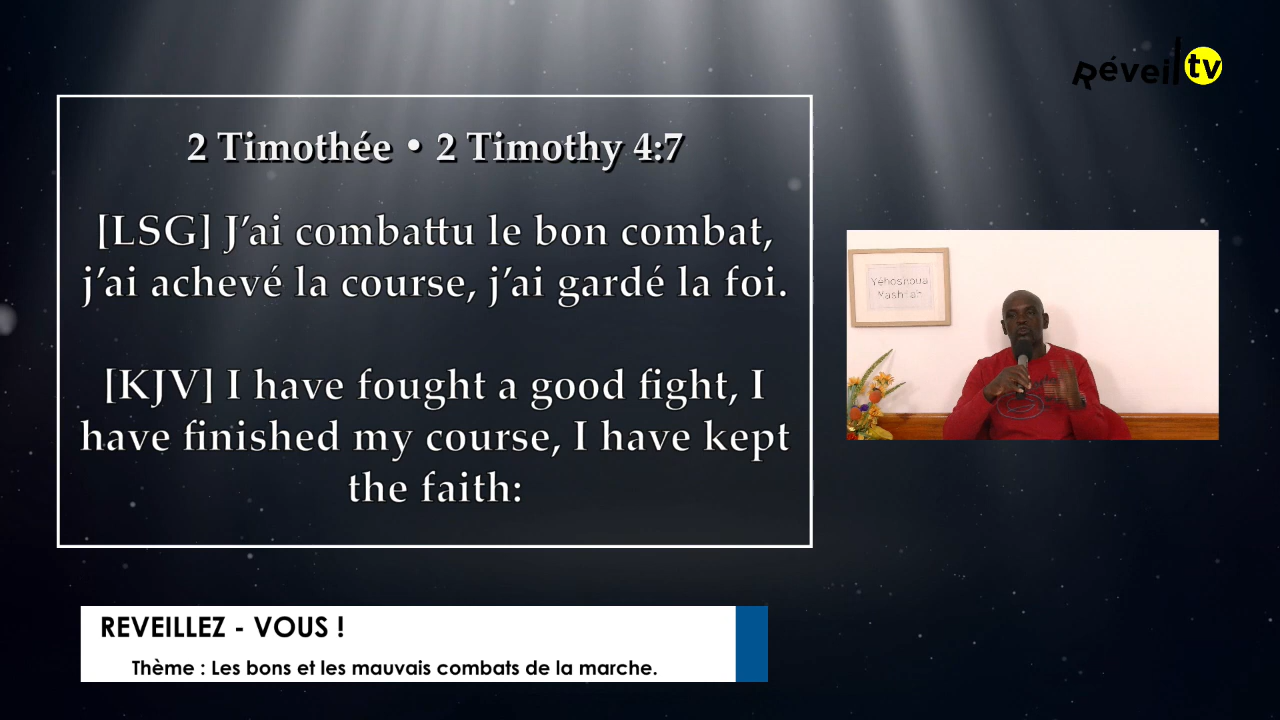 Réveil tv
2 Timothée • 2 Timothy 4:7
[LSG] J’ai combattu le bon combat,
j’ai achevé la course, j’ai gardé la foi.
[KJV] I have fought a good fight, I
have finished my course, I have kept
the faith:
Yéhoshoua
REVEILLEZ - VOUS !
Thème : Les bons et les mauvais combats de la marche.